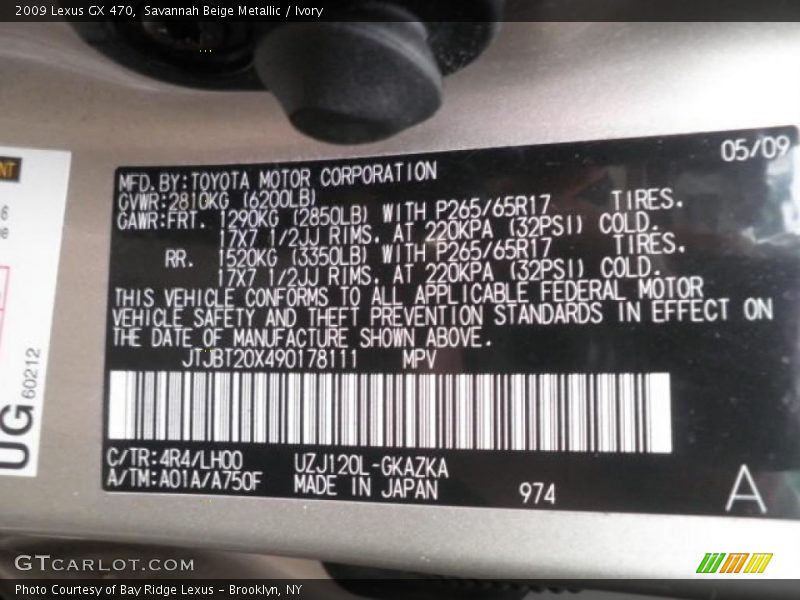 2009 Lexus GX 470, Savannah Beige Metallic / Ivory
05/09
MFD. BY: TOYOTA MOTOR CORPORATION
GVWR: 2810KG (6200LB)
GAWR: FRT. 1290KG (2850LB) WITH P265/65R17 TIRES.
17X7 1/2JJ RIMS. AT 220KPA (32PSI) COLD.
RR. 1520KG (3350LB) WITH P265/65R17 TIRES.
17X7 1/2JJ RIMS. AT 220KPA (32PSI) COLD.
THIS VEHICLE CONFORMS TO ALL APPLICABLE FEDERAL MOTOR
VEHICLE SAFETY AND THEFT PREVENTION STANDARDS IN EFFECT ON
THE DATE OF MANUFACTURE SHOWN ABOVE.
JTJBT20X490178111 MPV
C/TR: 4R4/LH00 UZJ120L-GKAZKA
A/TM: A01A/A750F MADE IN JAPAN 974
A
NT
UG
60212
GTCARLOT.COM
Photo Courtesy of Bay Ridge Lexus - Brooklyn, NY